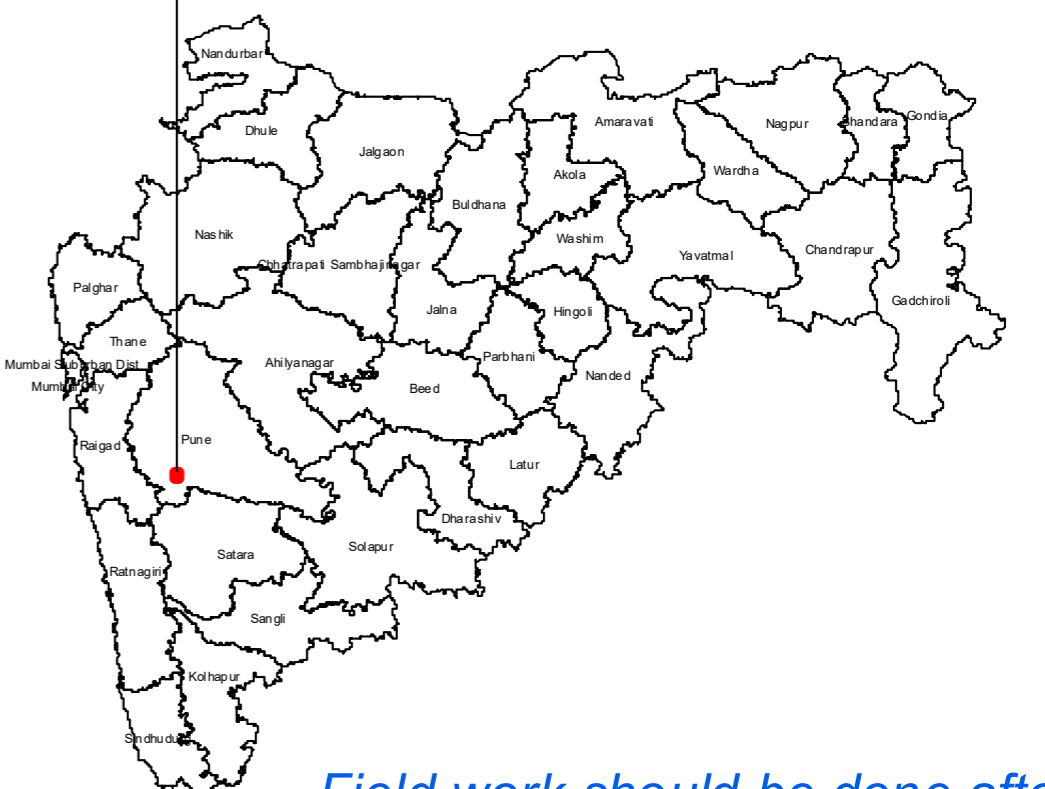 Nandurbar
Dhule
Jalgaon
Amaravati
Nagpur
Bhandara
Gondia
Akola
Wardha
Buldhana
Nashik
Washim
Chhatrapati Sambhajinagar
Yavatmal
Chandrapur
Palghar
Gadchiroli
Jalna
Hingoli
Thane
Parbhani
Mumbai Suburban Dist
Ahilyanagar
Nanded
Mumbai City
Beed
Raigad
Pune
Latur
Dharashiv
Solapur
Satara
Ratnagiri
Sangli
Kolhapur
Sindhudurg
Field work should be done afte